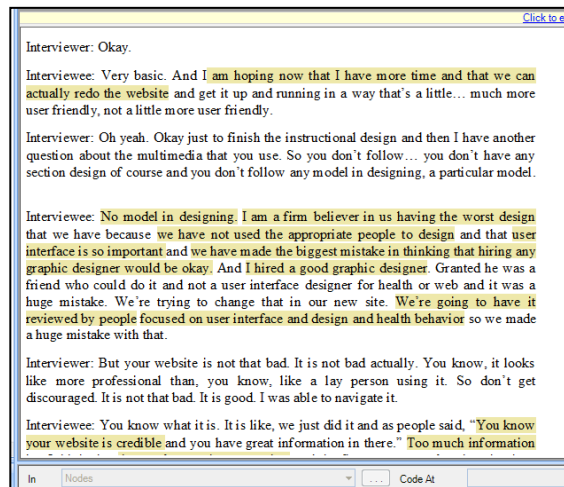 Click to e
Interviewer: Okay.
Interviewee: Very basic. And I am hoping now that I have more time and that we can
actually redo the website and get it up and running in a way that's a little… much more
user friendly, not a little more user friendly.
Interviewer: Oh yeah. Okay just to finish the instructional design and then I have another
question about the multimedia that you use. So you don't follow… you don't have any
section design of course and you don't follow any model in designing, a particular model.
Interviewee: No model in designing. I am a firm believer in us having the worst design
that we have because we have not used the appropriate people to design and that user
interface is so important and we have made the biggest mistake in thinking that hiring any
graphic designer would be okay. And I hired a good graphic designer. Granted he was a
friend who could do it and not a user interface designer for health or web and it was a
huge mistake. We're trying to change that in our new site. We're going to have it
reviewed by people focused on user interface and design and health behavior so we made
a huge mistake with that.
Interviewer: But your website is not that bad. It is not bad actually. You know, it looks
like more professional than, you know, like a lay person using it. So don't get
discouraged. It is not that bad. It is good. I was able to navigate it.
Interviewee: You know what it is. It is like, we just did it and as people said, "You know
your website is credible and you have great information in there." Too much information
In Nodes ... Code At